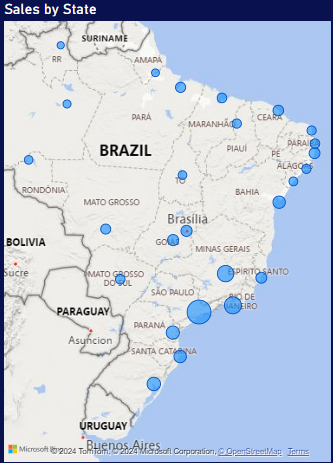 Sales by State
SURINAME
RR
AMAPÁ
PARÁ
MARANHÃO
CEARÁ
PIAUÍ
PARAÍBA
PE
ALAGOAS
BRAZIL
RONDÔNIA
TO
MATO GROSSO
BAHIA
Brasília
GOIÁS
BOLIVIA
Sucre
MINAS GERAIS
MATO GROSSO
DO SUL
ESPÍRITO SANTO
SÃO PAULO
RIO DE
JANEIRO
PARAGUAY
Asunción
PARANÁ
SANTA CATARINA
URUGUAY
Buenos Aires
Microsoft Bing
© 2024 TomTom, © 2024 Microsoft Corporation, © OpenStreetMap Terms